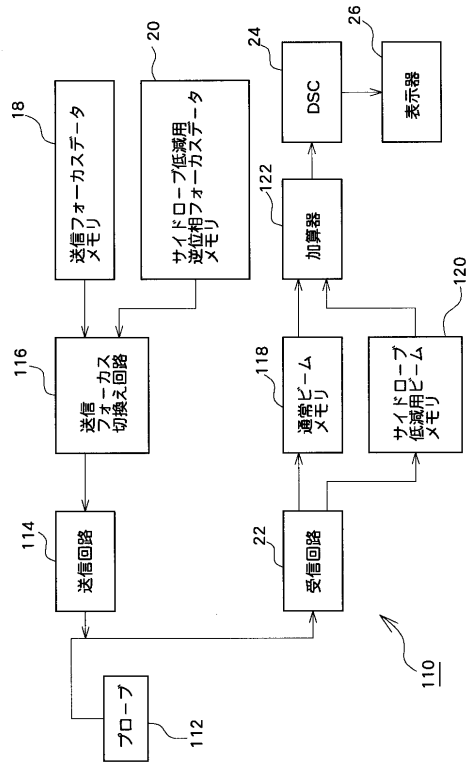 プローブ
112
送信回路
114
送信
フォーカス
切換え回路
116
送信フォーカスデータ
メモリ
18
サイドローブ低減用
逆位相フォーカスデータ
メモリ
20
受信回路
22
通常ビーム
メモリ
118
サイドローブ
低減用ビーム
メモリ
120
加算器
122
DSC
24
表示器
26
110